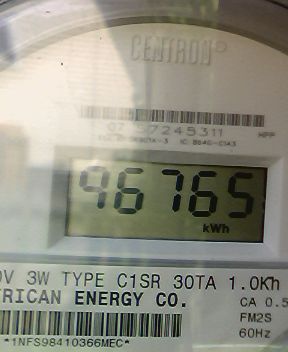 CENTRON
57245311
96765
kWh
0V 3W TYPE C1SR 30TA 1.0Kh
RICAN ENERGY CO.
CA 0.5
FM2S
60Hz
*1NFS98410366MEC*